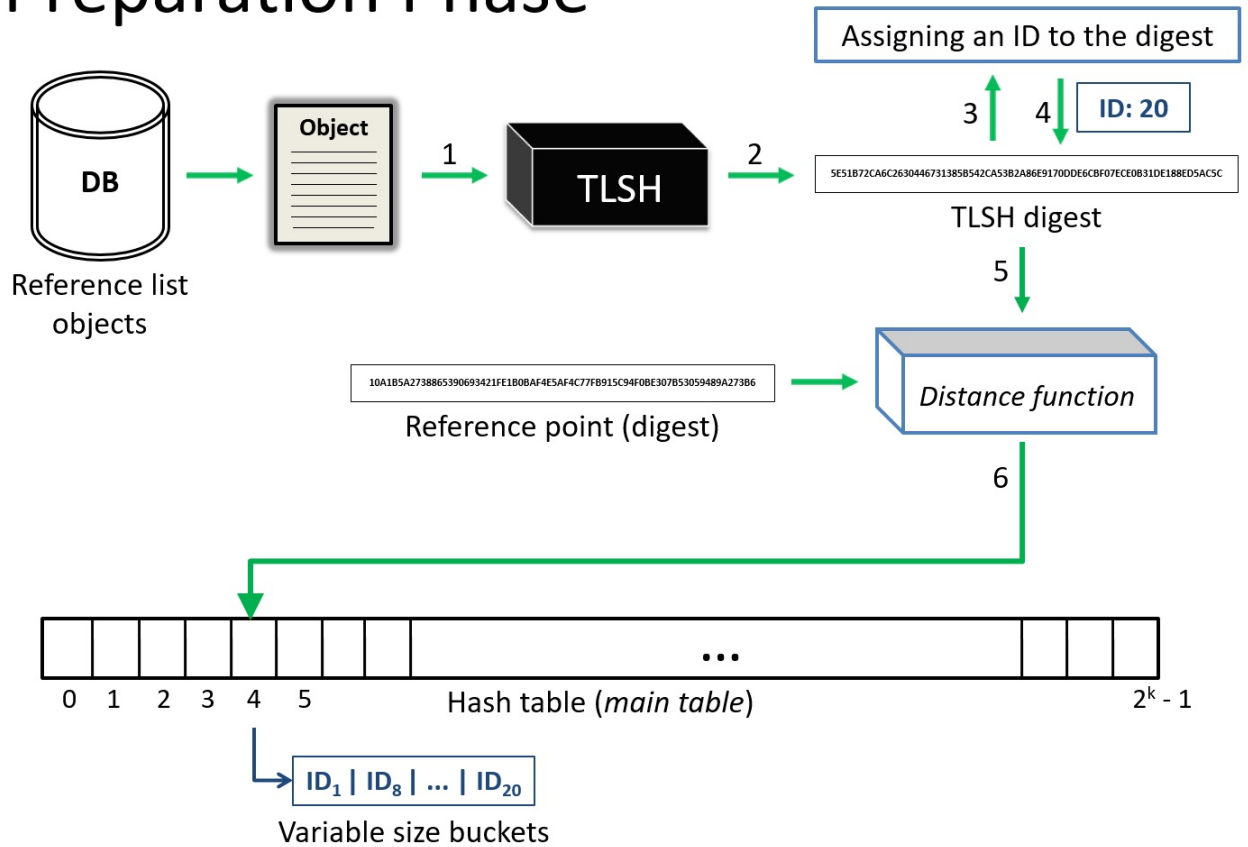 Preparation Phase
Assigning an ID to the digest
3
4
ID: 20
DB
Object
1
TLSH
2
5E51B72CA6C2630446731385B542CA53B2A86E9170DDE6CBF07ECE0B31DE188ED5AC5C
TLSH digest
Reference list
objects
5
10A1B5A2738865390693421FE1B0BAF4E5AF4C77FB915C94F0BE307B53059489A273B6
Reference point (digest)
Distance function
6
...
0 1 2 3 4 5
Hash table (main table)
2ᵏ - 1
ID₁ | ID₈ | ... | ID₂₀
Variable size buckets